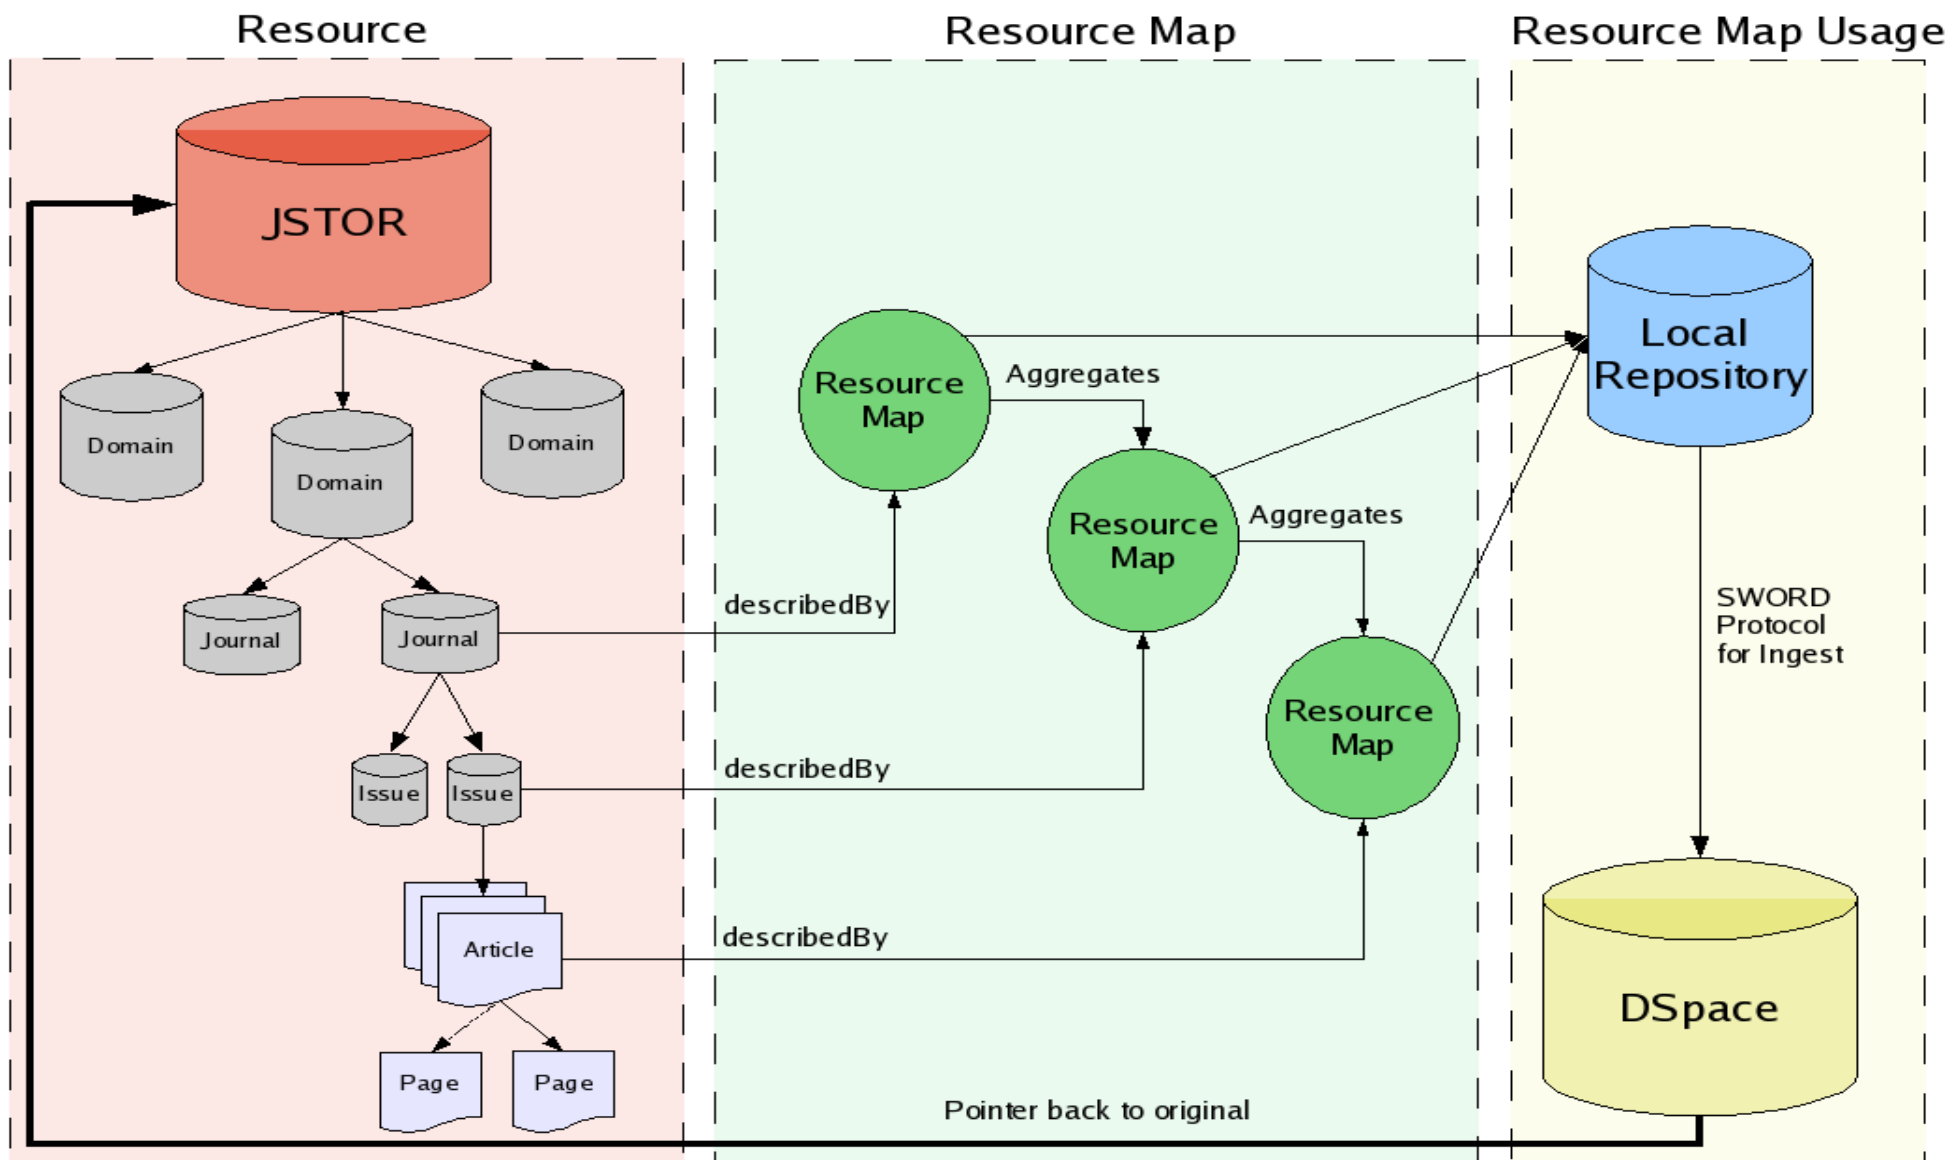 Resource
Resource Map
Resource Map Usage
JSTOR
Domain
Domain
Domain
Journal
Journal
Issue
Issue
Article
Page
Page
describedBy
describedBy
describedBy
Resource
Map
Aggregates
Resource
Map
Aggregates
Resource
Map
Pointer back to original
Local
Repository
SWORD
Protocol
for Ingest
DSpace